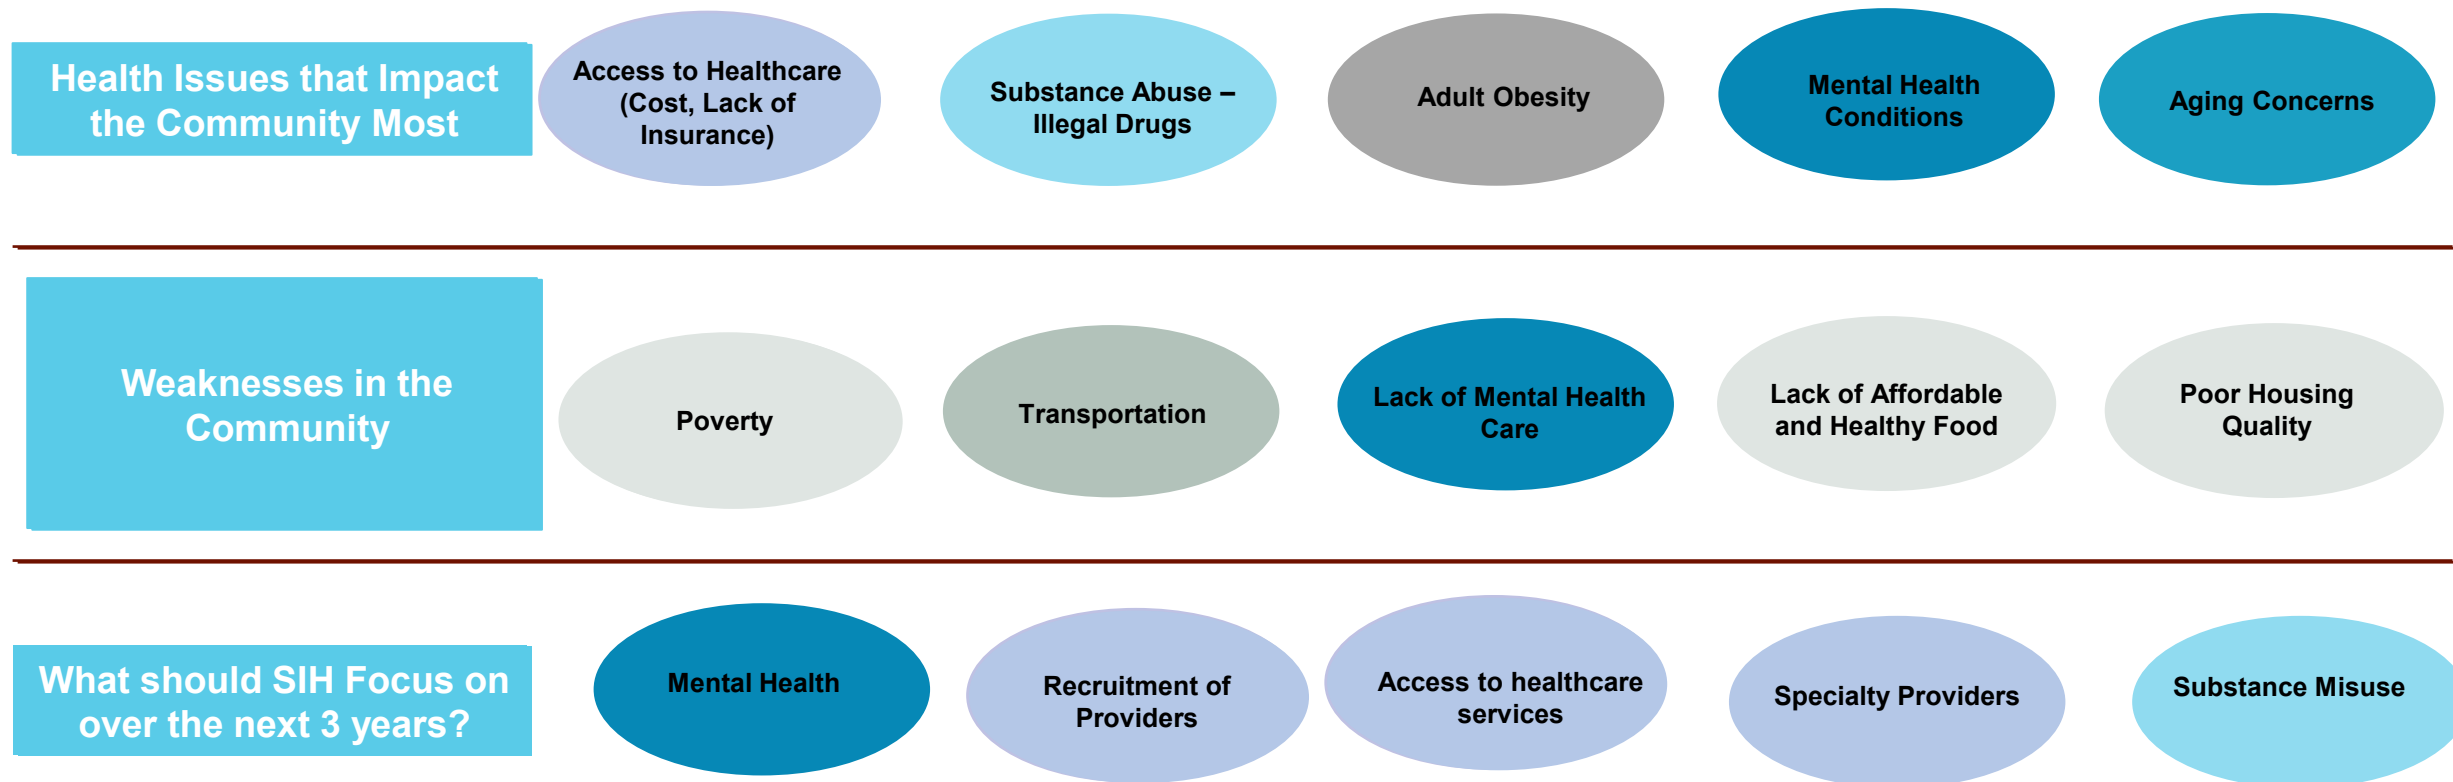 Health Issues that Impact
the Community Most
Access to Healthcare
(Cost, Lack of
Insurance)
Substance Abuse –
Illegal Drugs
Adult Obesity
Mental Health
Conditions
Aging Concerns
Weaknesses in the
Community
Poverty
Transportation
Lack of Mental Health
Care
Lack of Affordable
and Healthy Food
Poor Housing
Quality
What should SIH Focus on
over the next 3 years?
Mental Health
Recruitment of
Providers
Access to healthcare
services
Specialty Providers
Substance Misuse